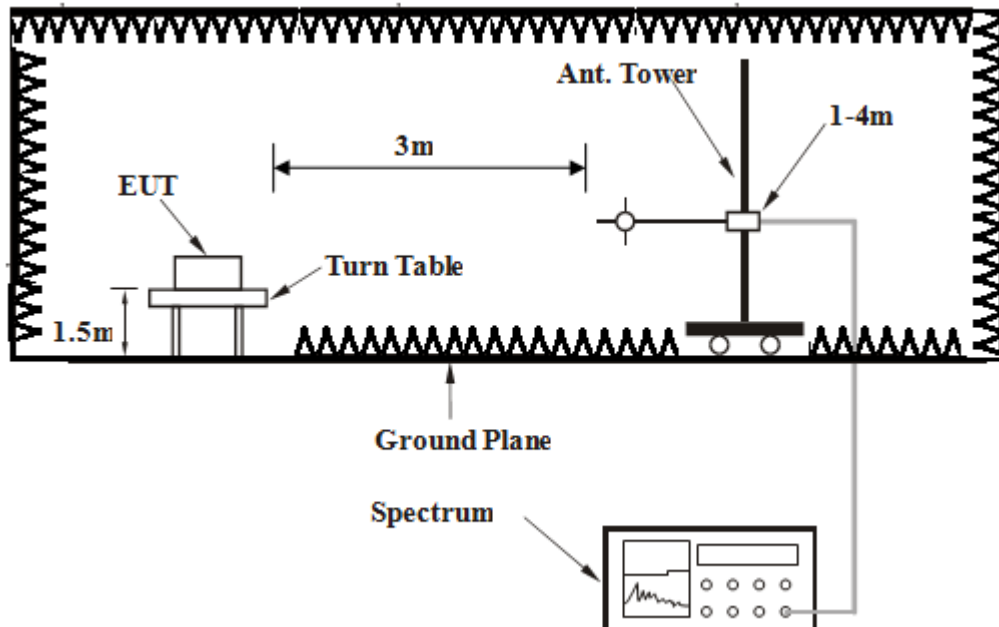 Ant. Tower
1-4m
3m
EUT
Turn Table
1.5m
Ground Plane
Spectrum